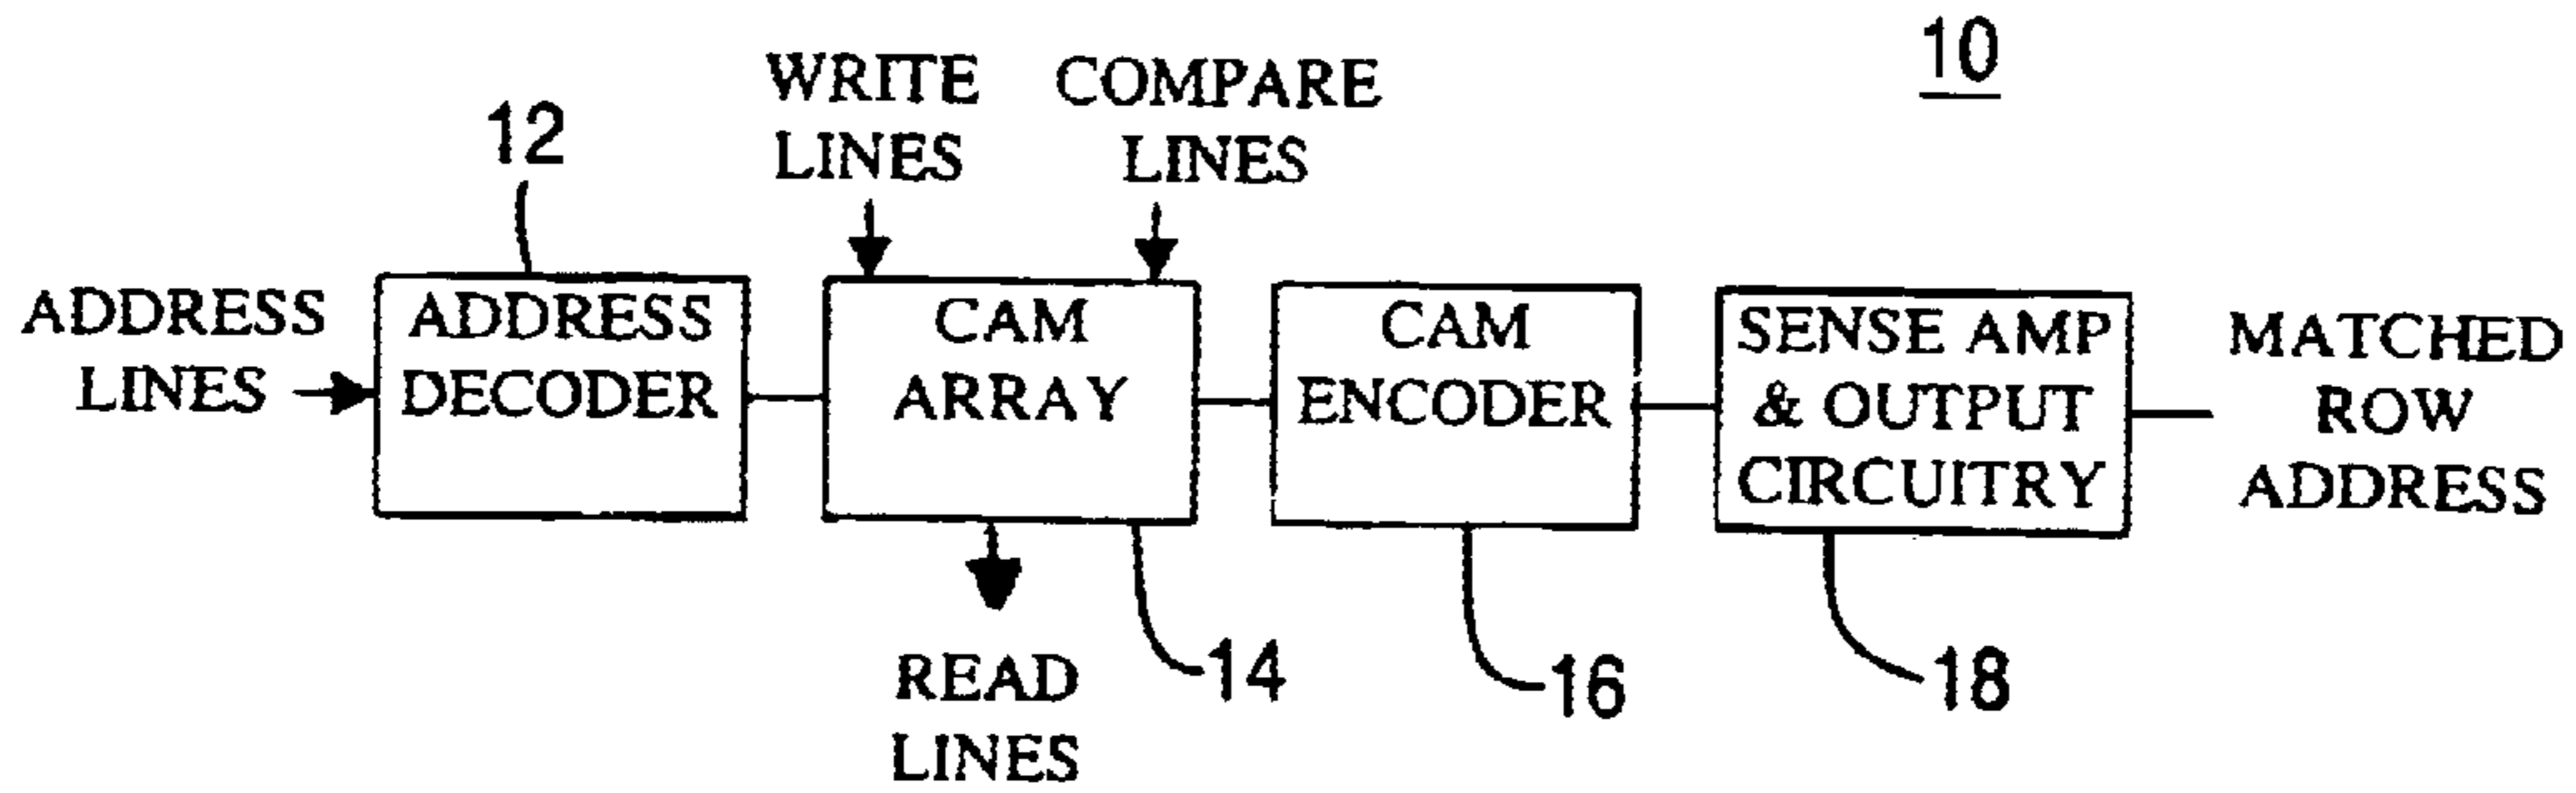 10
WRITE
LINES
COMPARE
LINES
12
ADDRESS
LINES
ADDRESS
DECODER
CAM
ARRAY
CAM
ENCODER
SENSE AMP
& OUTPUT
CIRCUITRY
MATCHED
ROW
ADDRESS
READ
LINES
14
16
18